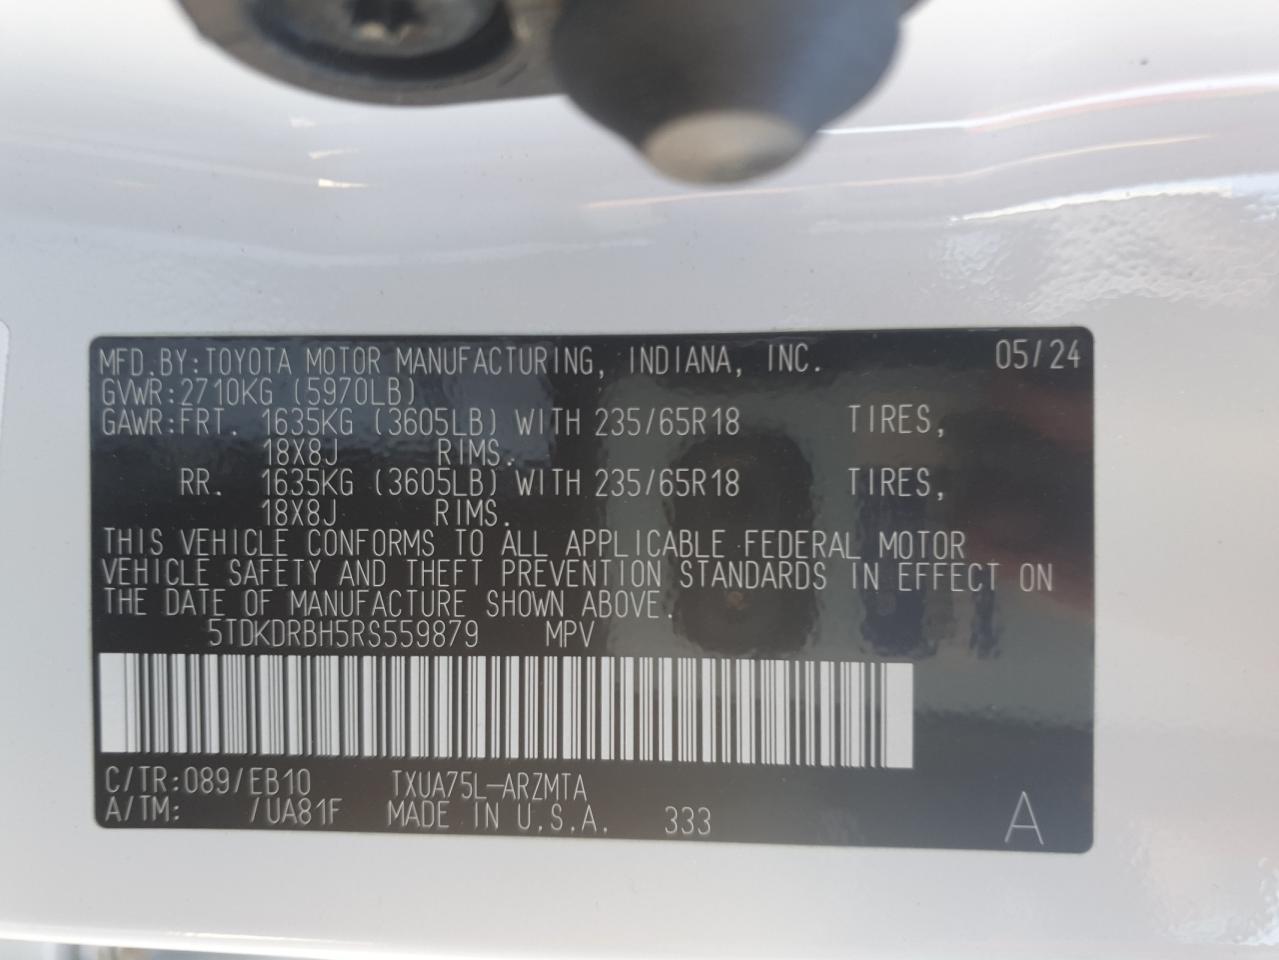 MFD.BY:TOYOTA MOTOR MANUFACTURING, INDIANA, INC. 05/24
GVWR:2710KG (5970LB)
GAWR:FRT. 1635KG (3605LB) WITH 235/65R18 TIRES,
18X8J RIMS.
RR. 1635KG (3605LB) WITH 235/65R18 TIRES,
18X8J RIMS.
THIS VEHICLE CONFORMS TO ALL APPLICABLE FEDERAL MOTOR
VEHICLE SAFETY AND THEFT PREVENTION STANDARDS IN EFFECT ON
THE DATE OF MANUFACTURE SHOWN ABOVE.
5TDKDRBH5RS559879 MPV
C/TR:089/EB10 TXUA75L-ARZMTA
A/TM: /UA81F MADE IN U.S.A. 333 A